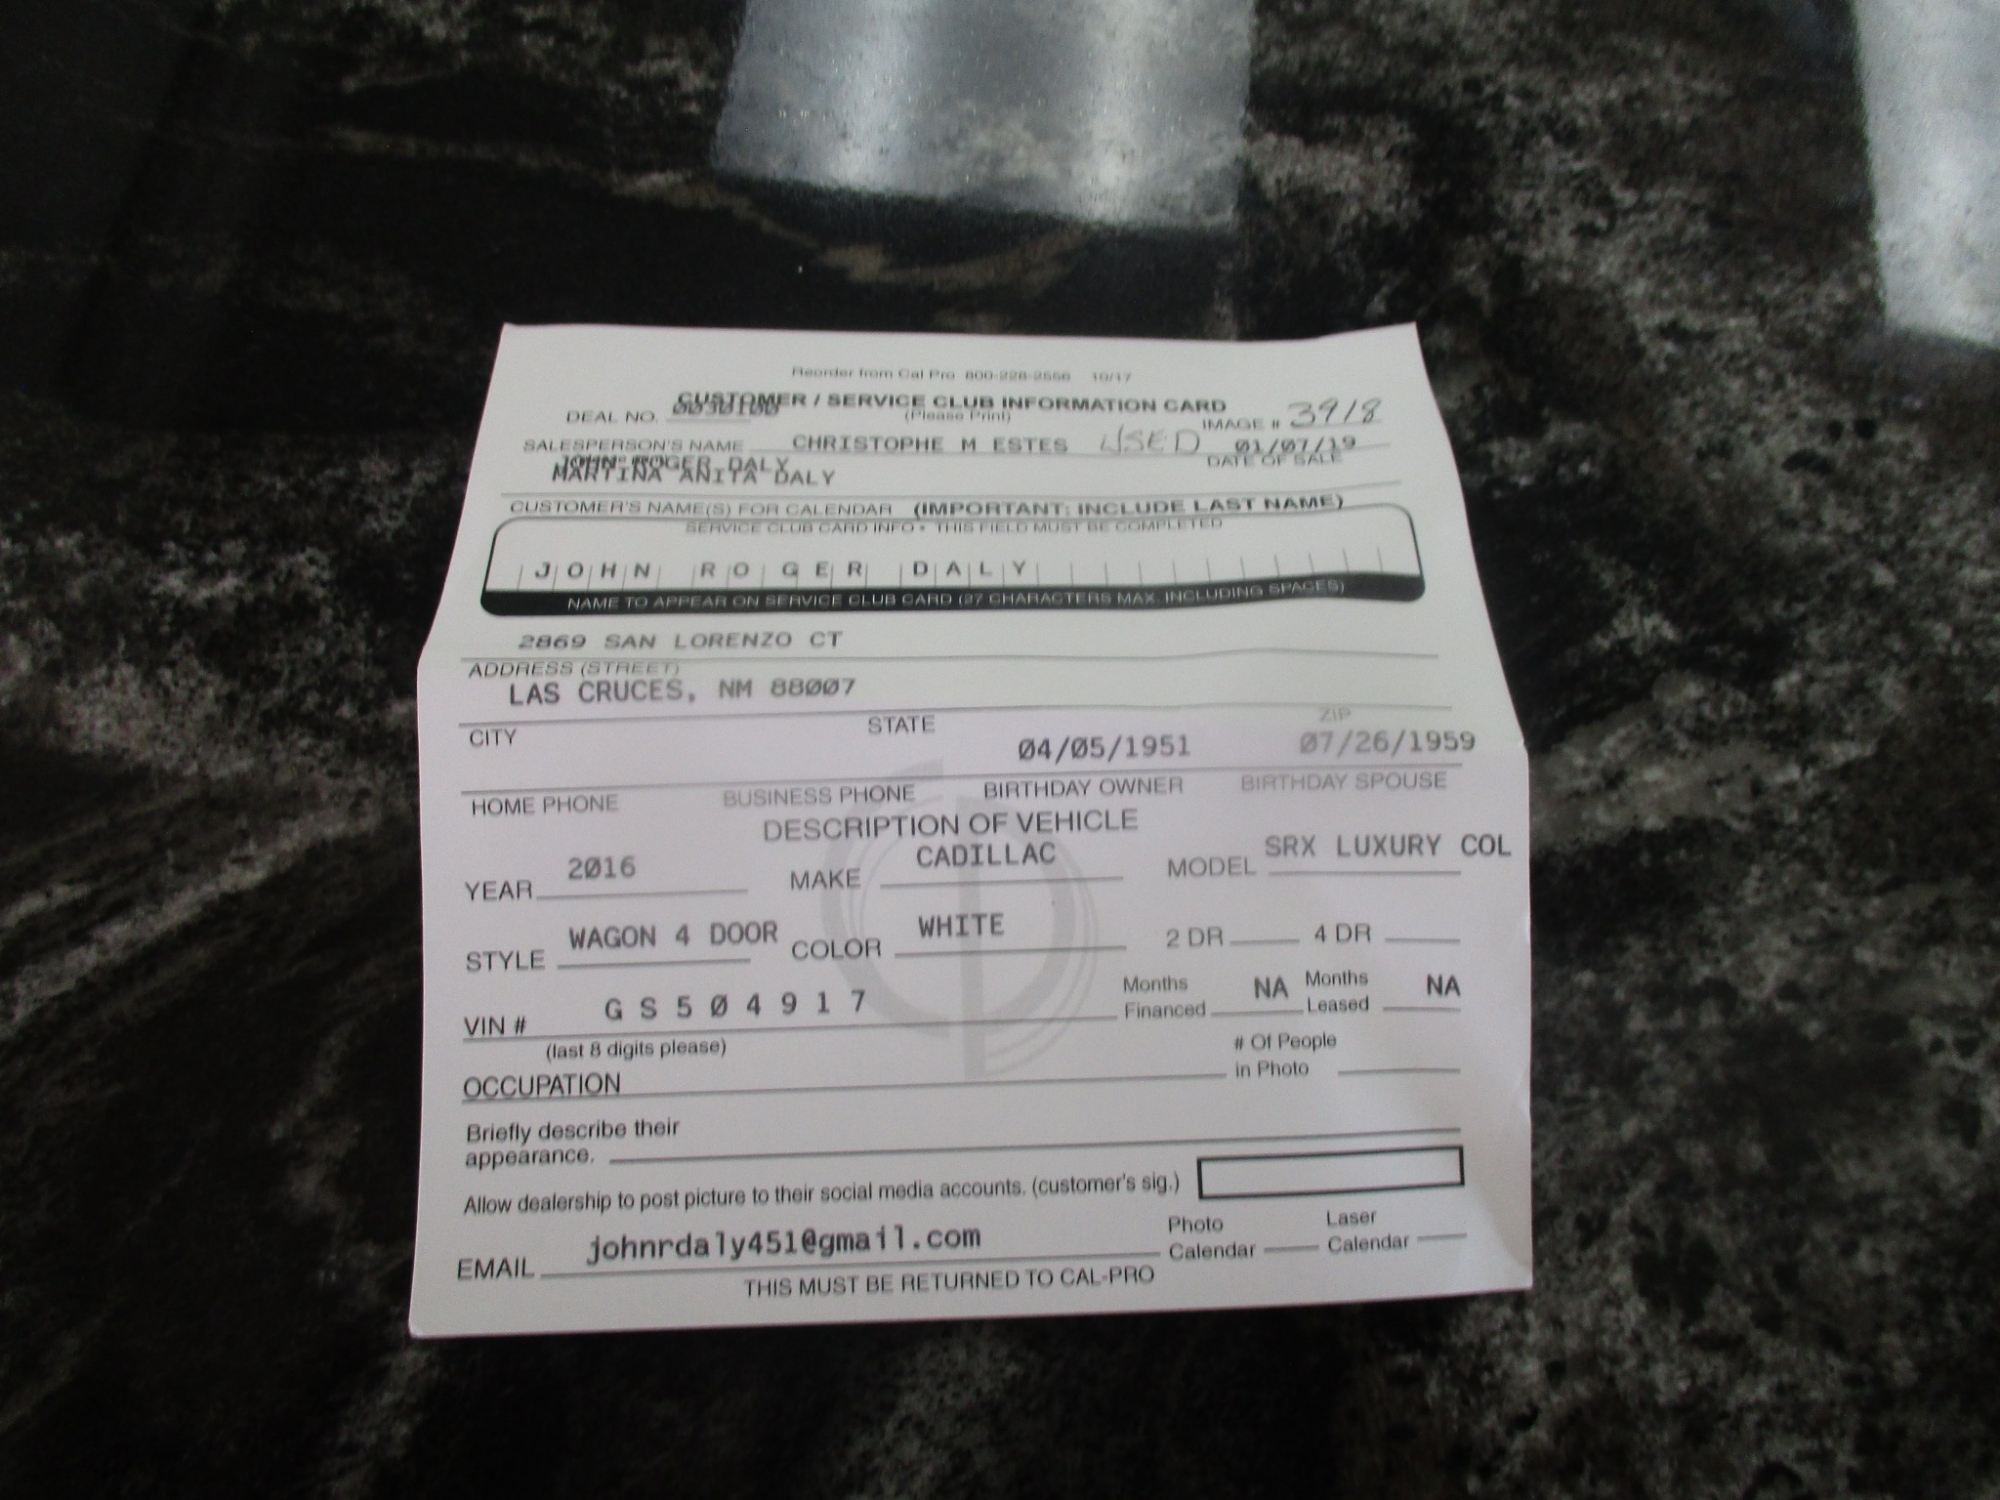 Reorder from Cal Pro 800-228-2556 10/17
CUSTOMER / SERVICE CLUB INFORMATION CARD
(Please Print)
DEAL NO. 0030100 IMAGE # 3918
SALESPERSON'S NAME CHRISTOPHE M ESTES USED 01/07/19
DATE OF SALE
JOHN ROGER DALY
MARTINA ANITA DALY
CUSTOMER'S NAME(S) FOR CALENDAR (IMPORTANT: INCLUDE LAST NAME)
SERVICE CLUB CARD INFO • THIS FIELD MUST BE COMPLETED
JOHN ROGER DALY
NAME TO APPEAR ON SERVICE CLUB CARD (27 CHARACTERS MAX. INCLUDING SPACES)
2869 SAN LORENZO CT
ADDRESS (STREET)
LAS CRUCES, NM 88007
CITY STATE ZIP
04/05/1951 07/26/1959
HOME PHONE BUSINESS PHONE BIRTHDAY OWNER BIRTHDAY SPOUSE
DESCRIPTION OF VEHICLE
YEAR 2016 MAKE CADILLAC MODEL SRX LUXURY COL
STYLE WAGON 4 DOOR COLOR WHITE 2 DR 4 DR
VIN # G S 5 0 4 9 1 7 Months Financed NA Months Leased NA
(last 8 digits please)
OCCUPATION # Of People in Photo
Briefly describe their
appearance.
Allow dealership to post picture to their social media accounts. (customer's sig.)
EMAIL johnrdaly451@gmail.com Photo Calendar Laser Calendar
THIS MUST BE RETURNED TO CAL-PRO